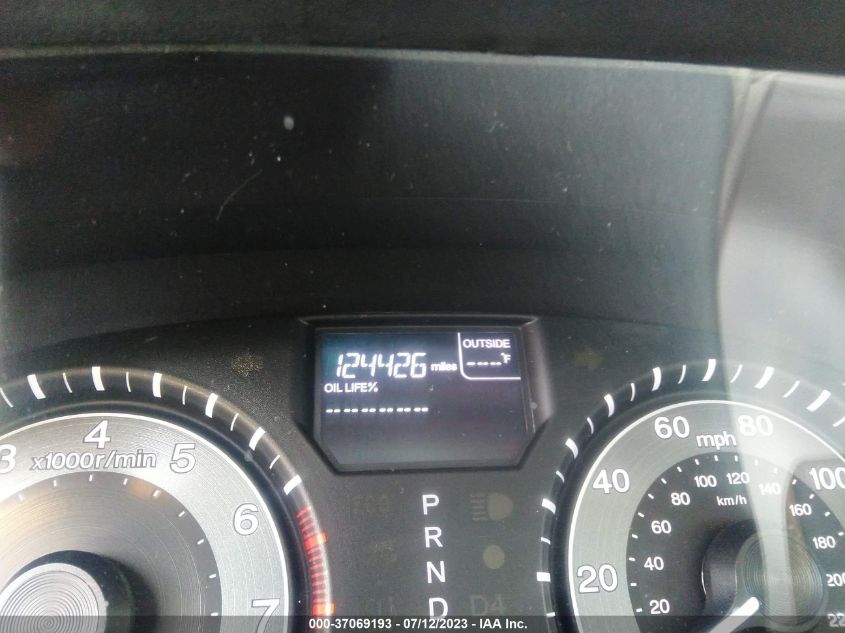 OUTSIDE
124426 miles
-----°F
OIL LIFE%
----------
3 4 5 6 7
x1000r/min
P
R
N
D D4
20 40 60 80 100
mph
20 40 60 80 100 120 140 160 180 200 22
km/h
000-37069193 - 07/12/2023 - IAA Inc.